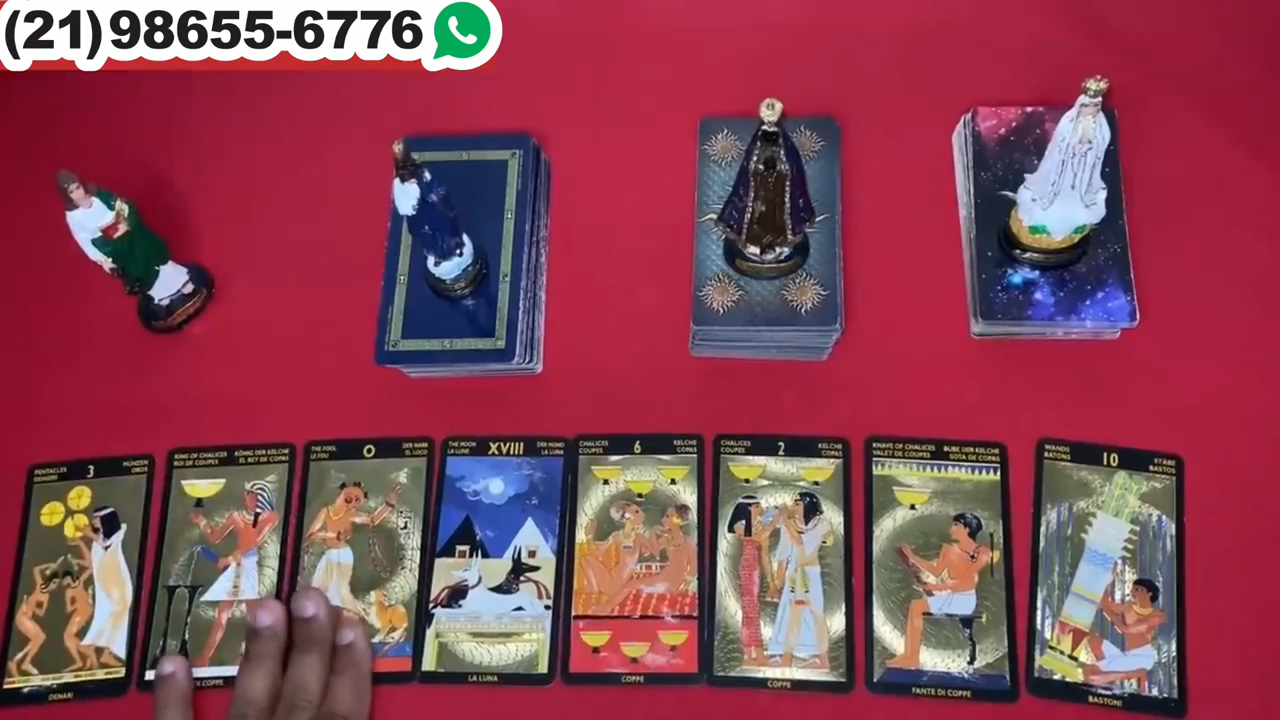 (21)98655-6776
PENTACLES
DENIERS
3
MÜNZEN
OROS
DENARI
KING OF CHALICES
ROI DE COUPES
KÖNIG DER KELCHE
EL REY DE COPAS
DI COPPE
THE FOOL
LE FOU
0
DER NARR
EL LOCO
THE MOON
LA LUNE
XVIII
DER MOND
LA LUNA
LA LUNA
CHALICES
COUPES
6
KELCHE
COPAS
COPPE
CHALICES
COUPES
2
KELCHE
COPAS
COPPE
KNAVE OF CHALICES
VALET DE COUPES
BUBE DER KELCHE
SOTA DE COPAS
FANTE DI COPPE
WANDS
BATONS
10
STÄBE
BASTOS
BASTONI